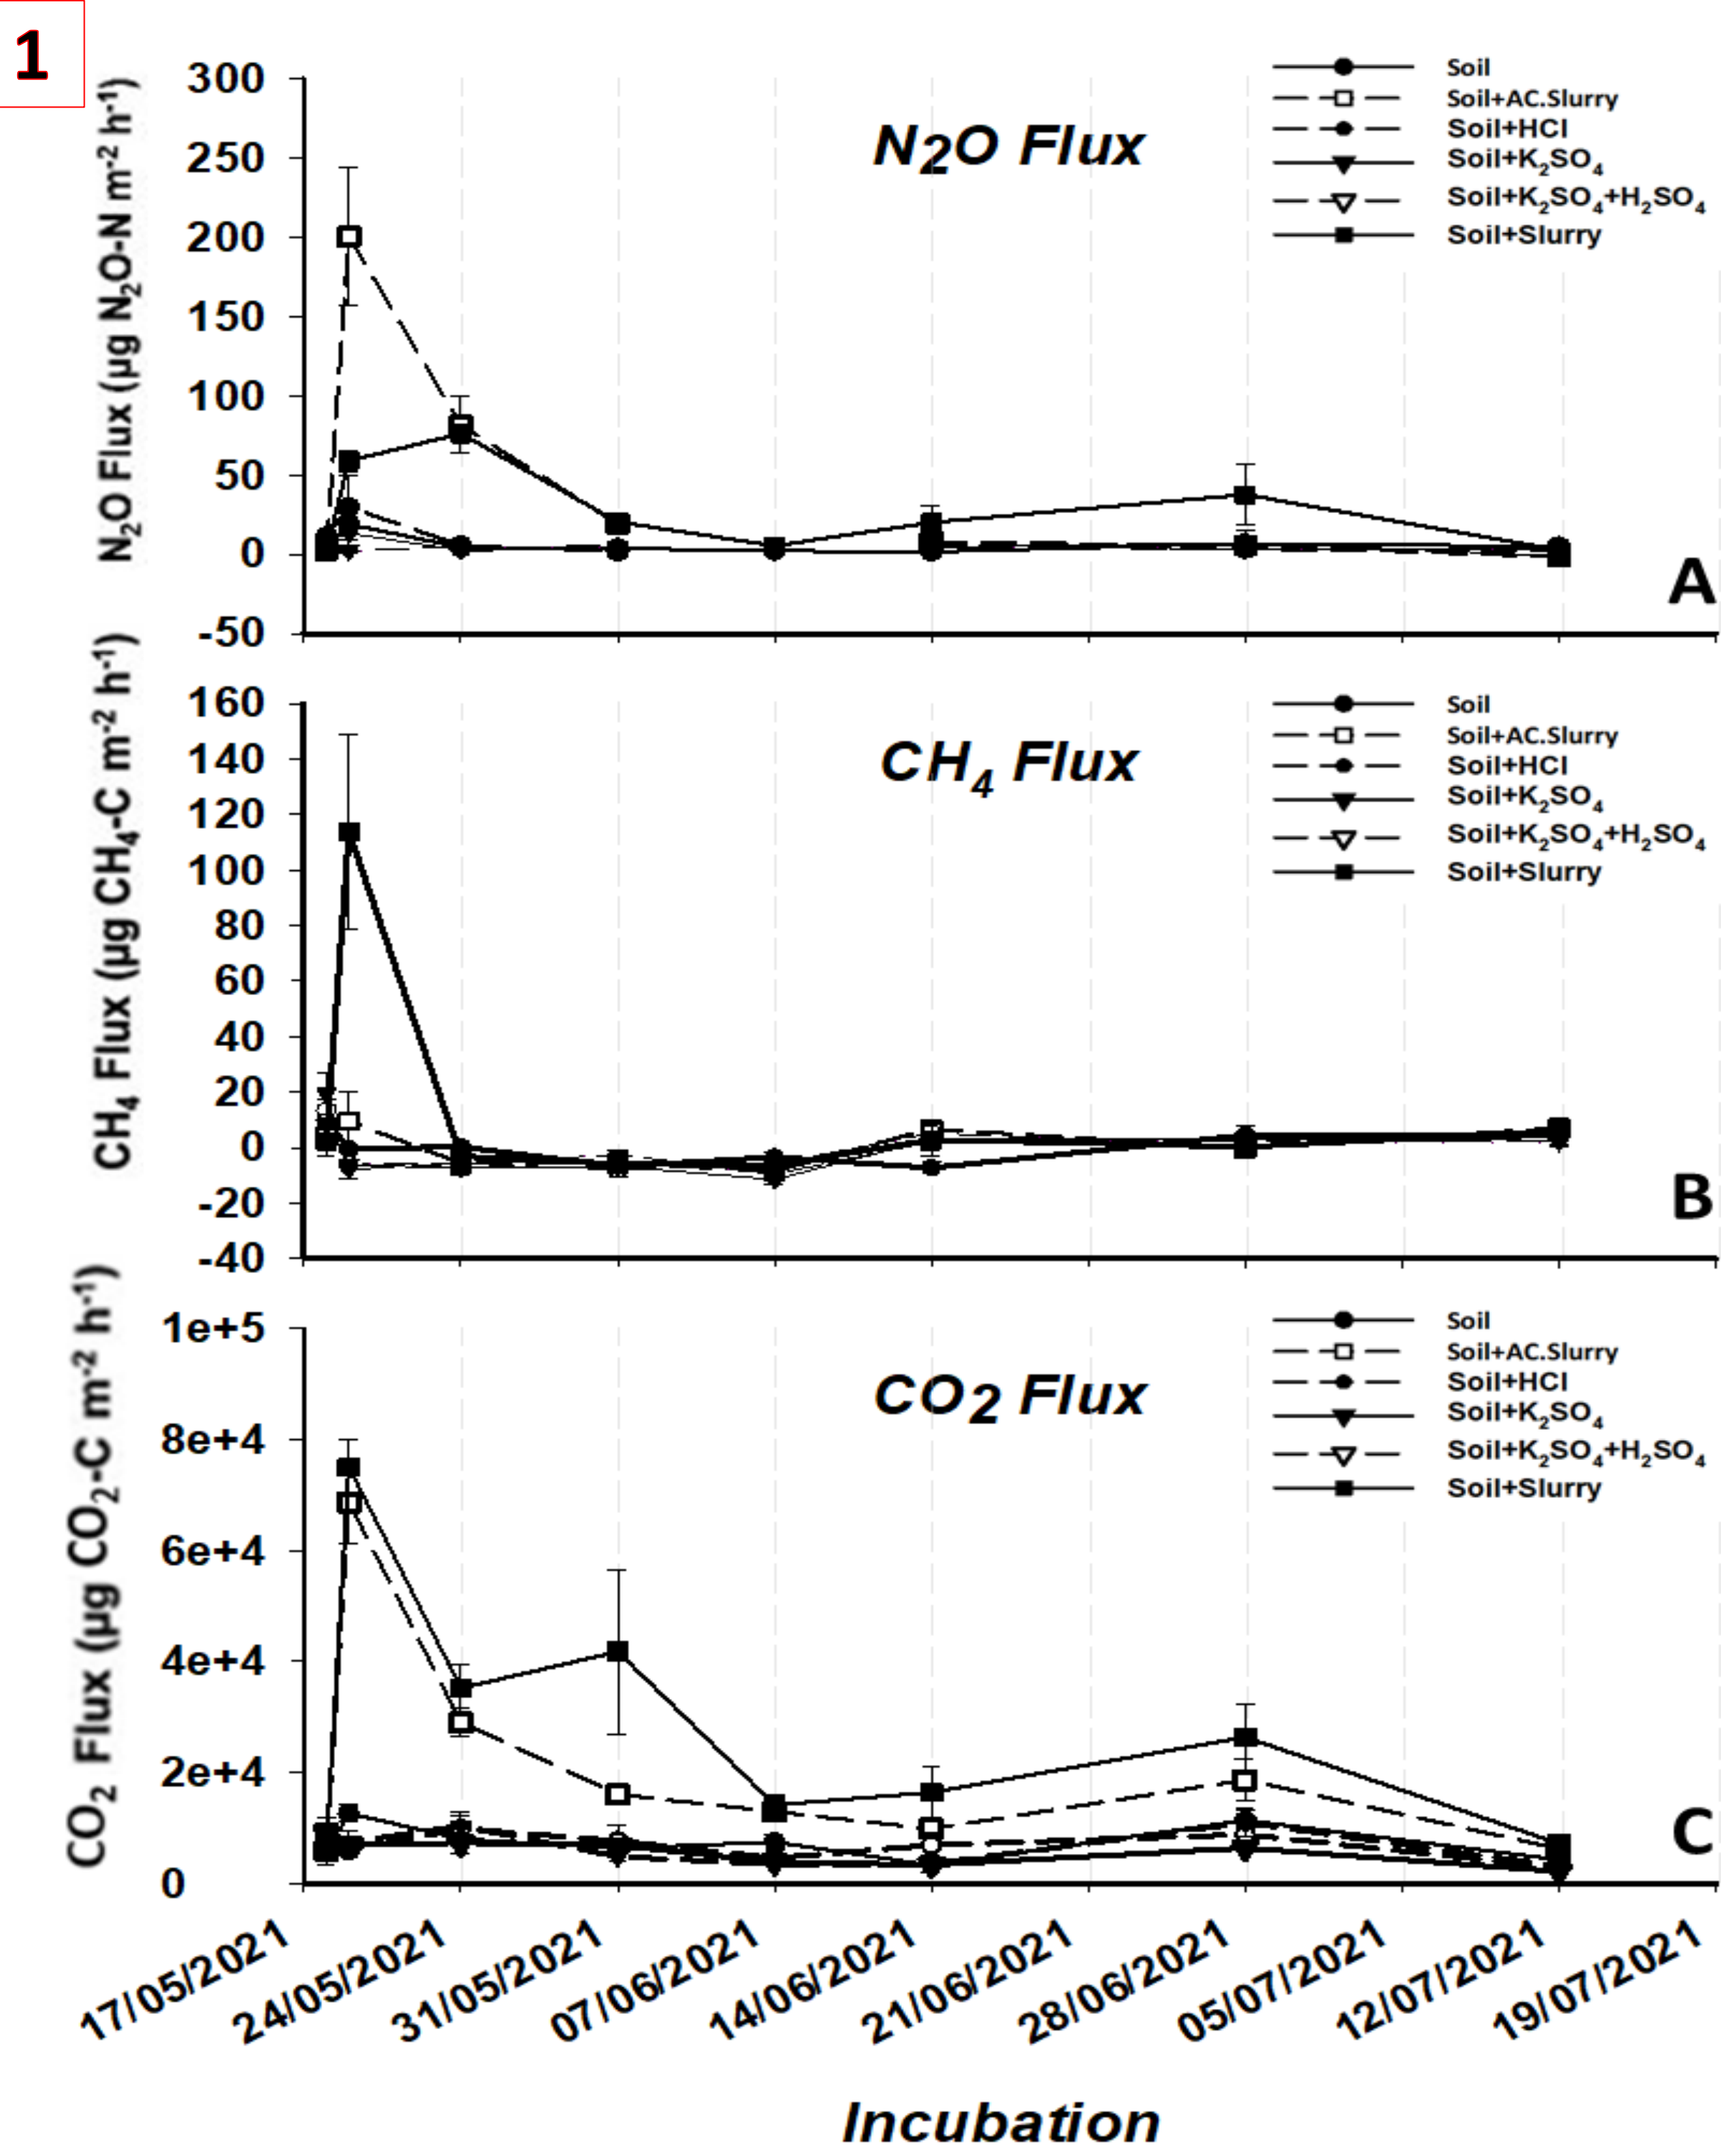 1
N2O Flux (µg N2O-N m-2 h-1)
300
250
200
150
100
50
0
-50
N2O Flux
Soil
Soil+AC.Slurry
Soil+HCl
Soil+K2SO4
Soil+K2SO4+H2SO4
Soil+Slurry
A
CH4 Flux (µg CH4-C m-2 h-1)
160
140
120
100
80
60
40
20
0
-20
-40
CH4 Flux
Soil
Soil+AC.Slurry
Soil+HCl
Soil+K2SO4
Soil+K2SO4+H2SO4
Soil+Slurry
B
CO2 Flux (µg CO2-C m-2 h-1)
1e+5
8e+4
6e+4
4e+4
2e+4
0
CO2 Flux
Soil
Soil+AC.Slurry
Soil+HCl
Soil+K2SO4
Soil+K2SO4+H2SO4
Soil+Slurry
C
17/05/2021
24/05/2021
31/05/2021
07/06/2021
14/06/2021
21/06/2021
28/06/2021
05/07/2021
12/07/2021
19/07/2021
Incubation